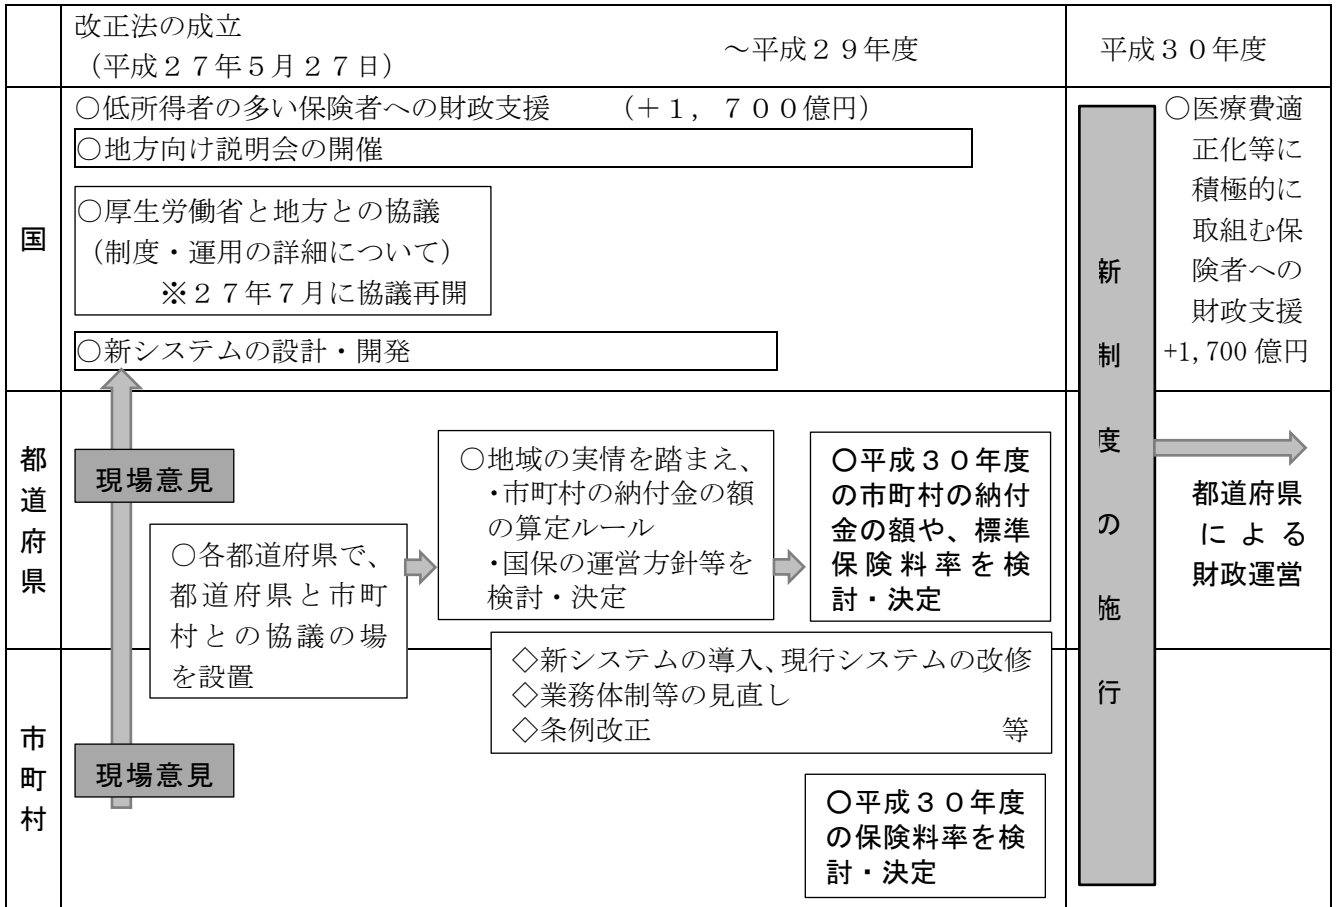 改正法の成立
（平成２７年５月２７日）
～平成２９年度
平成３０年度
国
○低所得者の多い保険者への財政支援　　（＋１，７００億円）
○地方向け説明会の開催
○厚生労働省と地方との協議
（制度・運用の詳細について）
※２７年７月に協議再開
○新システムの設計・開発
新制度の施行
○医療費適
正化等に
積極的に
取組む保
険者への
財政支援
+1,700 億円
都道府県
現場意見
○各都道府県で、
都道府県と市町
村との協議の場
を設置
○地域の実情を踏まえ、
・市町村の納付金の額
の算定ルール
・国保の運営方針等を
検討・決定
○平成３０年度
の市町村の納付
金の額や、標準
保険料率を検
討・決定
都道府県
による
財政運営
市町村
現場意見
◇新システムの導入、現行システムの改修
◇業務体制等の見直し
◇条例改正　　　　　　　　　　等
○平成３０年度
の保険料率を検
討・決定